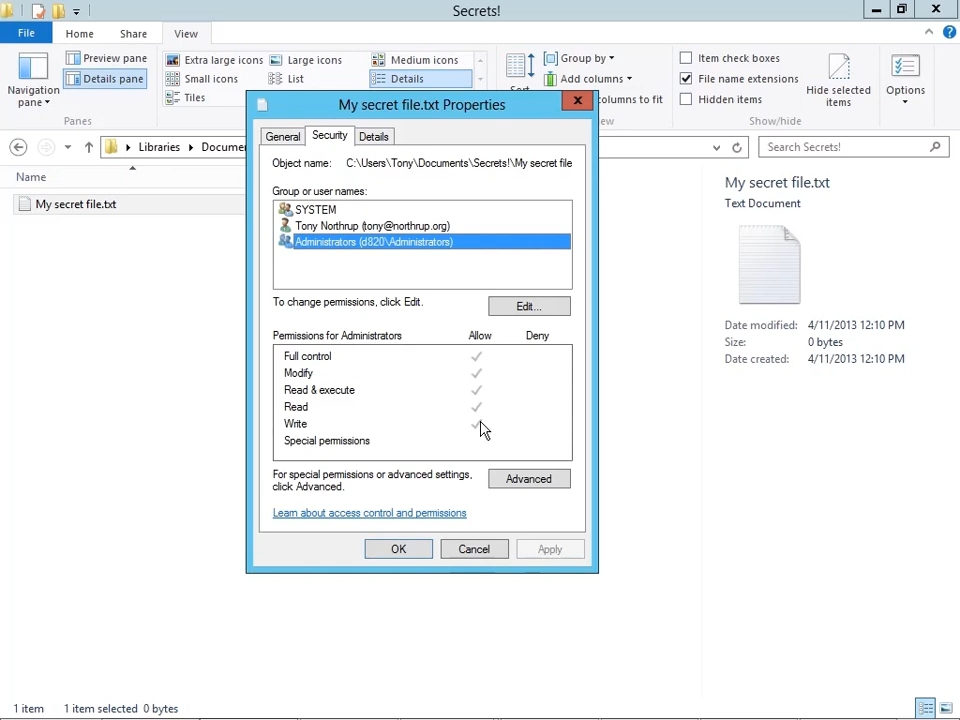 Secrets!
File
Home
Share
View
Navigation
pane
Preview pane
Details pane
Panes
Extra large icons
Large icons
Medium icons
Small icons
List
Details
Tiles
Group by
Add columns
columns to fit
Item check boxes
File name extensions
Hidden items
Hide selected
items
Show/hide
Options
Libraries
Search Secrets!
Name
My secret file.txt
My secret file.txt Properties
General
Security
Details
Object name: C:\Users\Tony\Documents\Secrets!\My secret file
Group or user names:
SYSTEM
Tony Northrup (tony@northrup.org)
Administrators (d820\Administrators)
To change permissions, click Edit.
Edit...
Permissions for Administrators Allow Deny
Full control
Modify
Read & execute
Read
Write
Special permissions
For special permissions or advanced settings,
click Advanced.
Advanced
Learn about access control and permissions
OK
Cancel
Apply
My secret file.txt
Text Document
Date modified: 4/11/2013 12:10 PM
Size: 0 bytes
Date created: 4/11/2013 12:10 PM
1 item
1 item selected 0 bytes